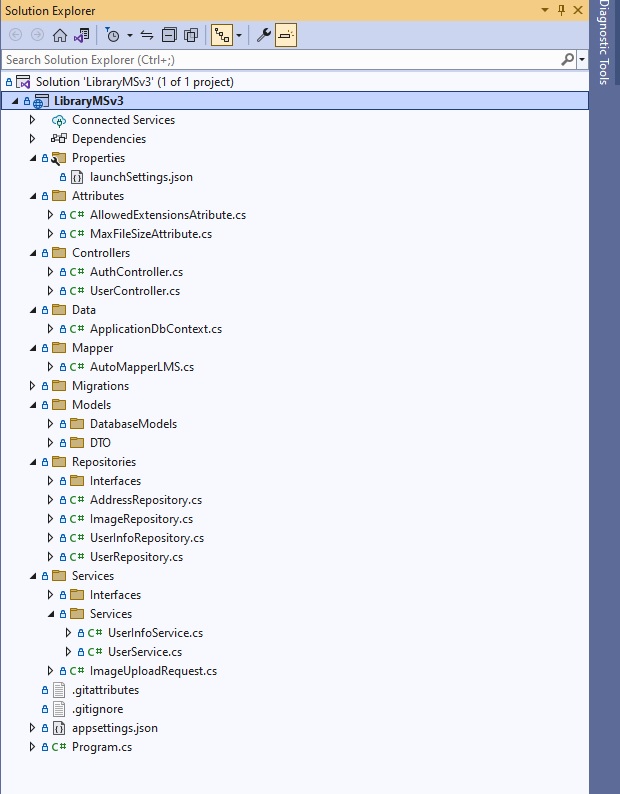 Solution Explorer
Search Solution Explorer (Ctrl+;)
Solution 'LibraryMSv3' (1 of 1 project)
LibraryMSv3
Connected Services
Dependencies
Properties
launchSettings.json
Attributes
AllowedExtensionsAtribute.cs
MaxFileSizeAttribute.cs
Controllers
C# AuthController.cs
C# UserController.cs
Data
C# ApplicationDbContext.cs
Mapper
C# AutoMapperLMS.cs
Migrations
Models
DatabaseModels
DTO
Repositories
Interfaces
C# AddressRepository.cs
C# ImageRepository.cs
C# UserInfoRepository.cs
C# UserRepository.cs
Services
Interfaces
Services
C# UserInfoService.cs
C# UserService.cs
C# ImageUploadRequest.cs
.gitattributes
.gitignore
appsettings.json
C# Program.cs
Diagnostic Tools